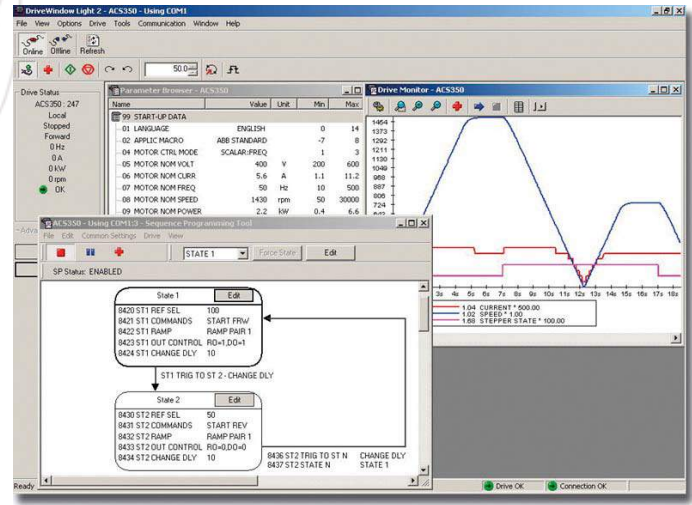 DriveWindow Light 2 - ACS350 - Using COM1
File View Options Drive Tools Communication Window Help
Online Offline Refresh
50.0
Drive Status
ACS350 : 247
Local
Stopped
Forward
0 Hz
0 A
0 kW
0 rpm
OK
Parameter Browser - ACS350
Name Value Unit Min Max
99 START-UP DATA
01 LANGUAGE ENGLISH 0 14
02 APPLIC MACRO ABB STANDARD -7 8
04 MOTOR CTRL MODE SCALAR:FREQ 1 3
05 MOTOR NOM VOLT 400 V 200 600
06 MOTOR NOM CURR 5.6 A 1.1 11.2
07 MOTOR NOM FREQ 50 Hz 10 500
08 MOTOR NOM SPEED 1430 rpm 50 30000
09 MOTOR NOM POWER 2.2 kW 0.4 6.6
Drive Monitor - ACS350
1454
1373
1292
1211
1130
1049
968
887
806
724
3s 4s 5s 6s 7s 8s 9s 10s 11s 12s 13s 14s 15s 16s 17s 18s
1.04 CURRENT * 500.00
1.02 SPEED * 1.00
1.68 STEPPER STATE * 100.00
ACS350 - Using COM1:3 - Sequence Programming Tool
File Edit Common Settings Drive View
STATE 1 Force State Edit
SP Status: ENABLED
State 1 Edit
8420 ST1 REF SEL 100
8421 ST1 COMMANDS START FRW
8422 ST1 RAMP RAMP PAIR 1
8423 ST1 OUT CONTROL RO=1,DO=1
8424 ST1 CHANGE DLY 10
ST1 TRIG TO ST 2 - CHANGE DLY
State 2 Edit
8430 ST2 REF SEL 50
8431 ST2 COMMANDS START REV
8432 ST2 RAMP RAMP PAIR 1
8433 ST2 OUT CONTROL RO=0,DO=0
8434 ST2 CHANGE DLY 10
8436 ST2 TRIG TO ST N CHANGE DLY
8437 ST2 STATE N STATE 1
Ready
Drive OK Connection OK